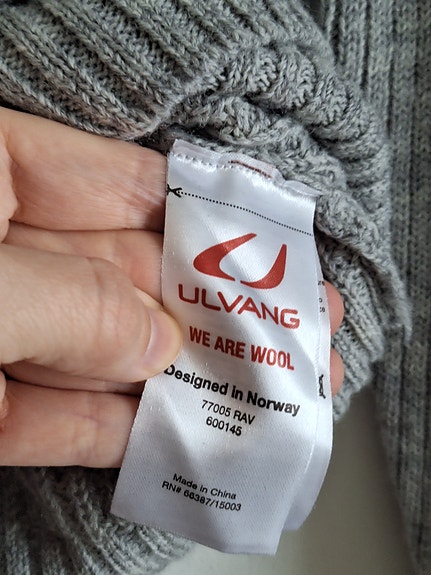 ULVANG
WE ARE WOOL
Designed in Norway
77005 RAV
600145
Made in China
RN# 66387/15003